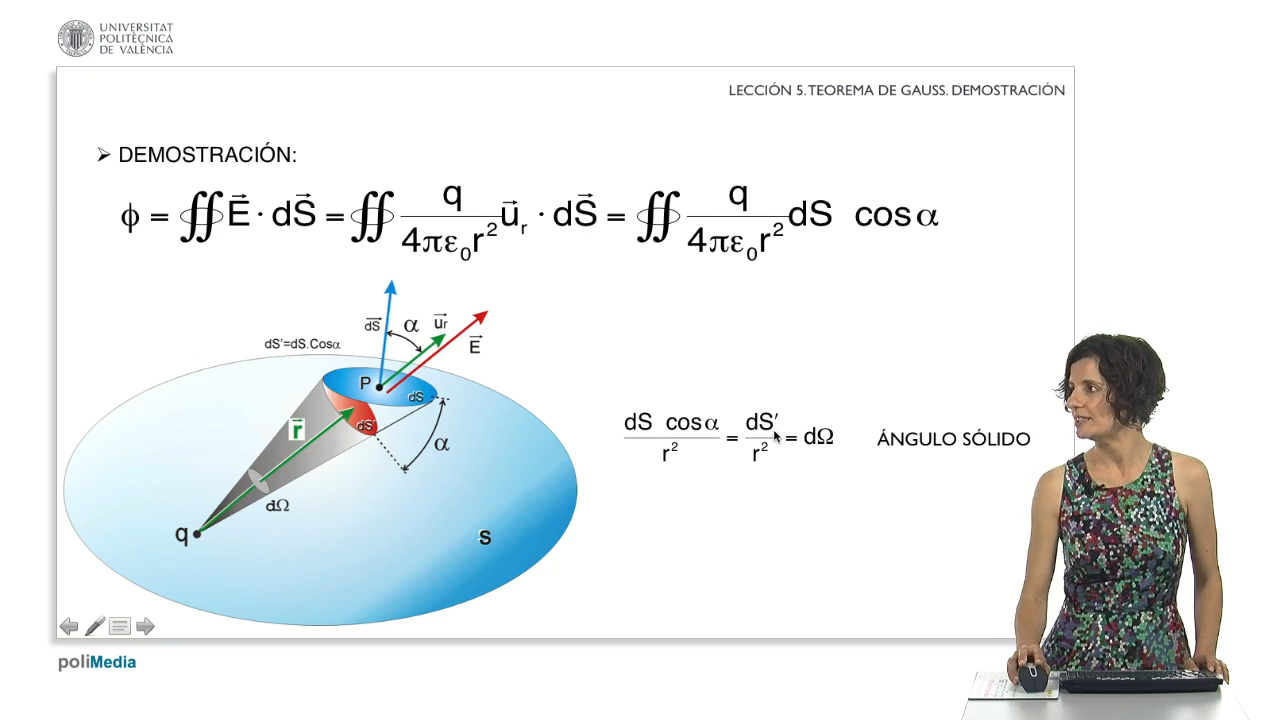 UNIVERSITAT
POLITÈCNICA
DE VALÈNCIA
LECCIÓN 5. TEOREMA DE GAUSS. DEMOSTRACIÓN
➢ DEMOSTRACIÓN:
ϕ = ∯ E⃗ · dS⃗ = ∯ q/(4πε₀r²) u⃗ᵣ · dS⃗ = ∯ q/(4πε₀r²) dS cos α
dS⃗ α u⃗r
E⃗
dS'=dS.Cosα
P
dS
r⃗
dS'
α
dΩ
q
S
dS cos α / r² = dS′ / r² = dΩ ÁNGULO SÓLIDO
poliMedia